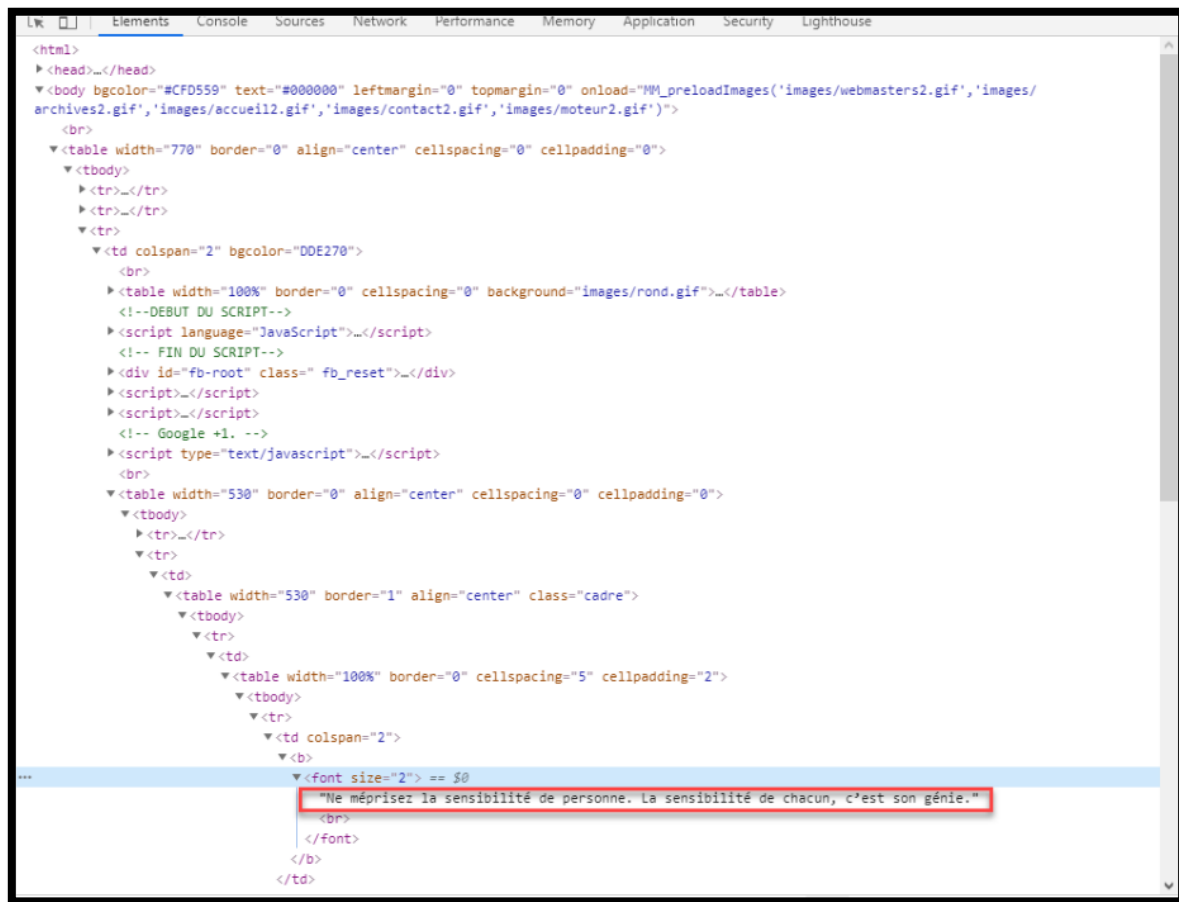 Elements Console Sources Network Performance Memory Application Security Lighthouse
<html>
▶<head>…</head>
▼<body bgcolor="#CFD559" text="#000000" leftmargin="0" topmargin="0" onload="MM_preloadImages('images/webmasters2.gif','images/
archives2.gif','images/accueil2.gif','images/contact2.gif','images/moteur2.gif')">
<br>
▼<table width="770" border="0" align="center" cellspacing="0" cellpadding="0">
▼<tbody>
▶<tr>…</tr>
▶<tr>…</tr>
▼<tr>
▼<td colspan="2" bgcolor="DDE270">
<br>
▶<table width="100%" border="0" cellspacing="0" background="images/rond.gif">…</table>
<!--DEBUT DU SCRIPT-->
▶<script language="JavaScript">…</script>
<!-- FIN DU SCRIPT-->
▶<div id="fb-root" class=" fb_reset">…</div>
▶<script>…</script>
▶<script>…</script>
<!-- Google +1. -->
▶<script type="text/javascript">…</script>
<br>
▼<table width="530" border="0" align="center" cellspacing="0" cellpadding="0">
▼<tbody>
▶<tr>…</tr>
▼<tr>
▼<td>
▼<table width="530" border="1" align="center" class="cadre">
▼<tbody>
▼<tr>
▼<td>
▼<table width="100%" border="0" cellspacing="5" cellpadding="2">
▼<tbody>
▼<tr>
▼<td colspan="2">
▼<b>
… ▼<font size="2"> == $0
"Ne méprisez la sensibilité de personne. La sensibilité de chacun, c’est son génie."
<br>
</font>
</b>
</td>